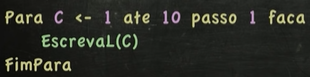 Para C <- 1 ate 10 passo 1 faca
EscrevaL(C)
FimPara